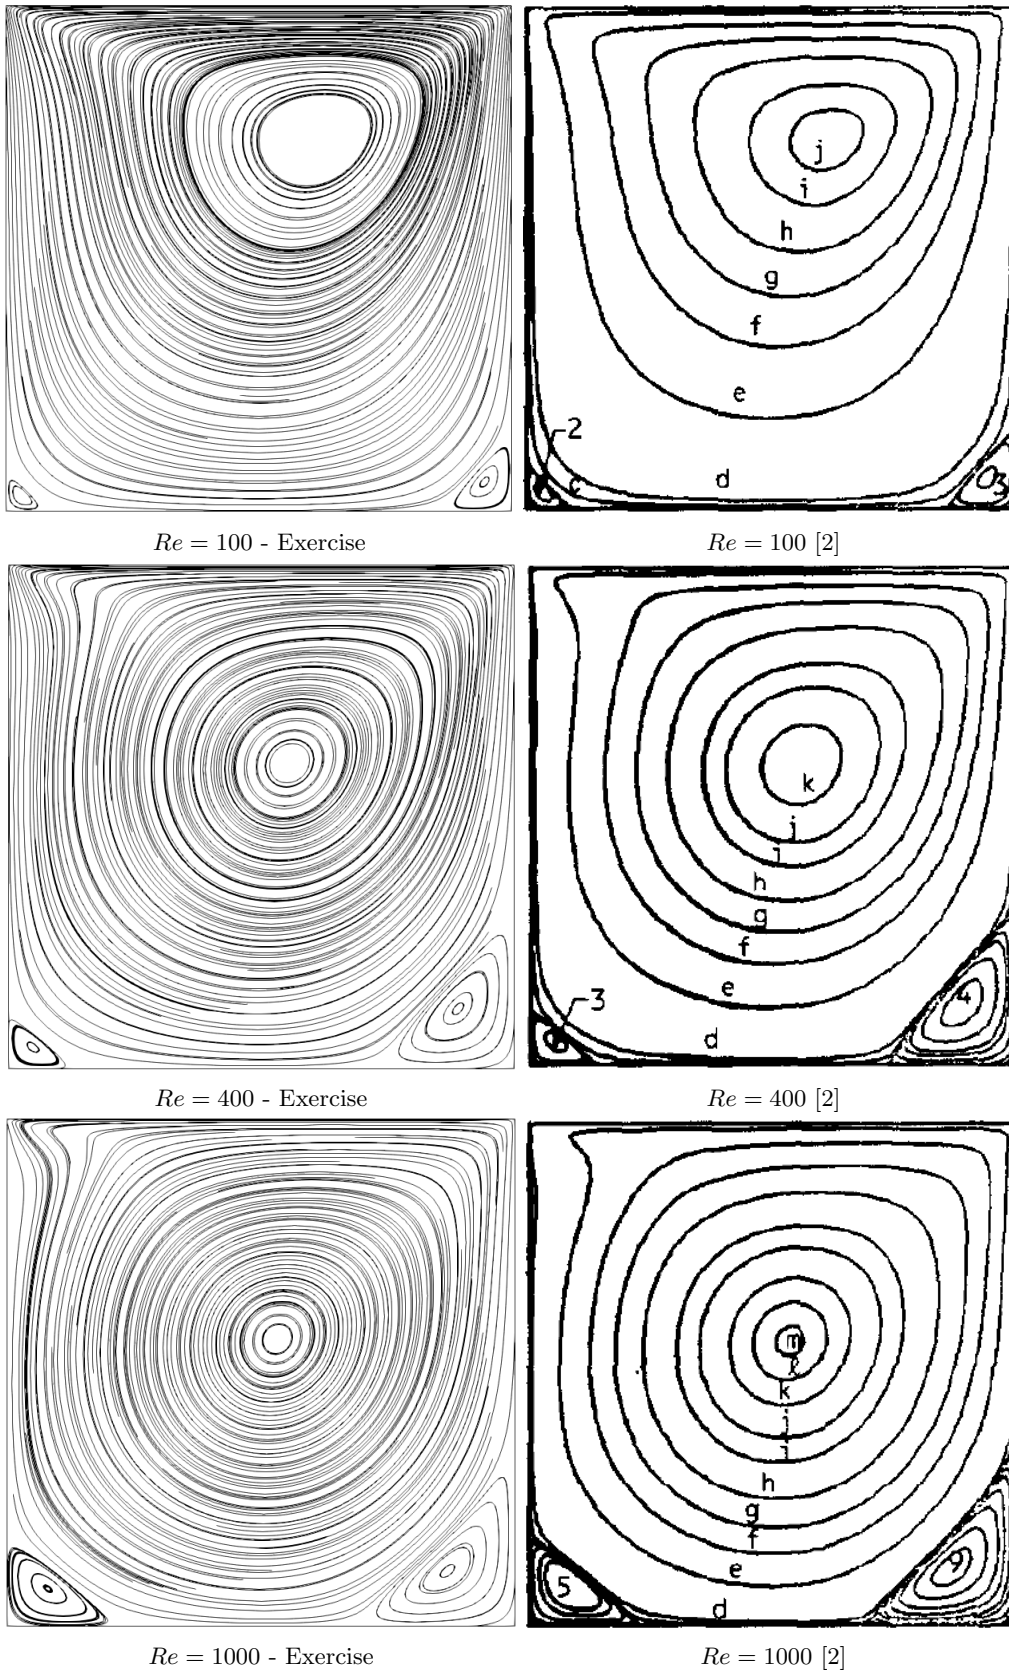 j
i
h
g
f
e
2
c
d
3
Re = 100 - Exercise
Re = 100 [2]
k
j
i
h
g
f
e
3
4
d
Re = 400 - Exercise
Re = 400 [2]
m
ℓ
k
j
i
h
g
f
e
5
9
d
Re = 1000 - Exercise
Re = 1000 [2]